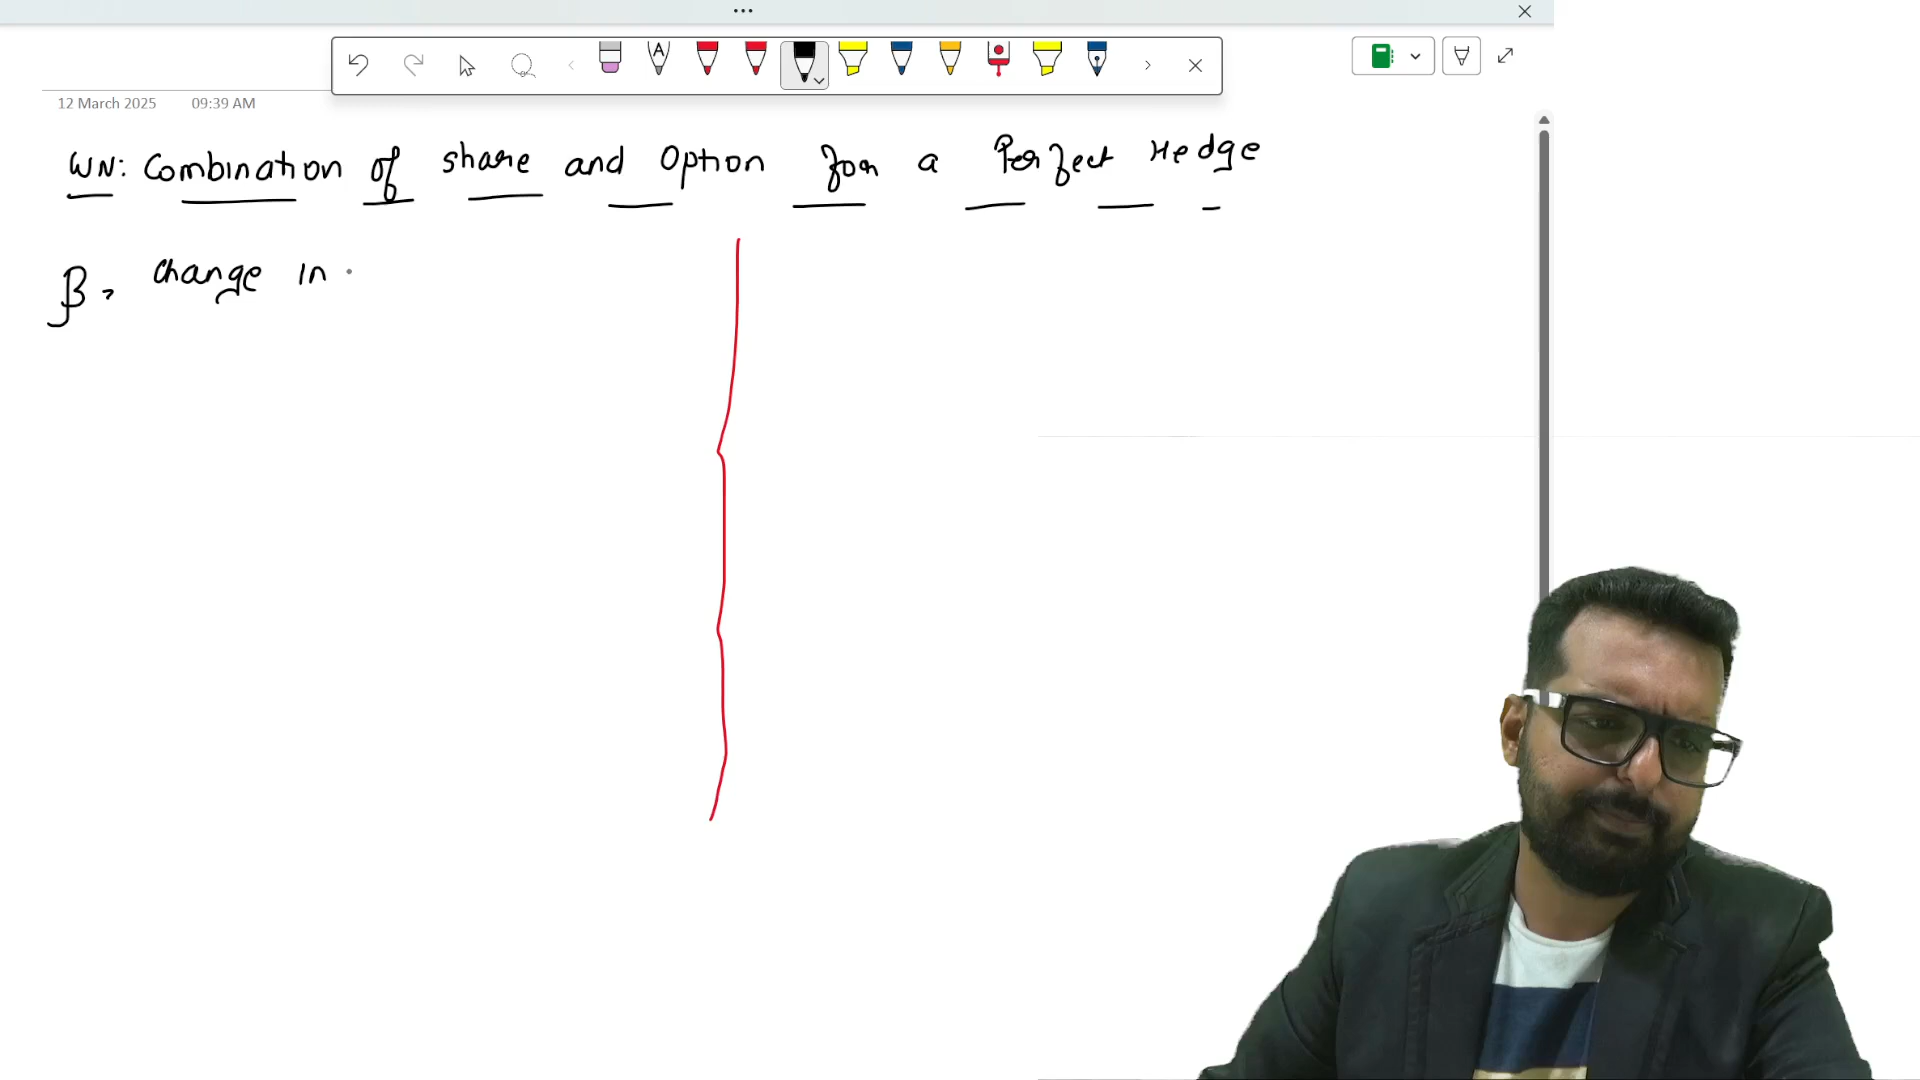 12 March 2025 09:39 AM
WN: Combination of share and Option for a Perfect Hedge
β = change in